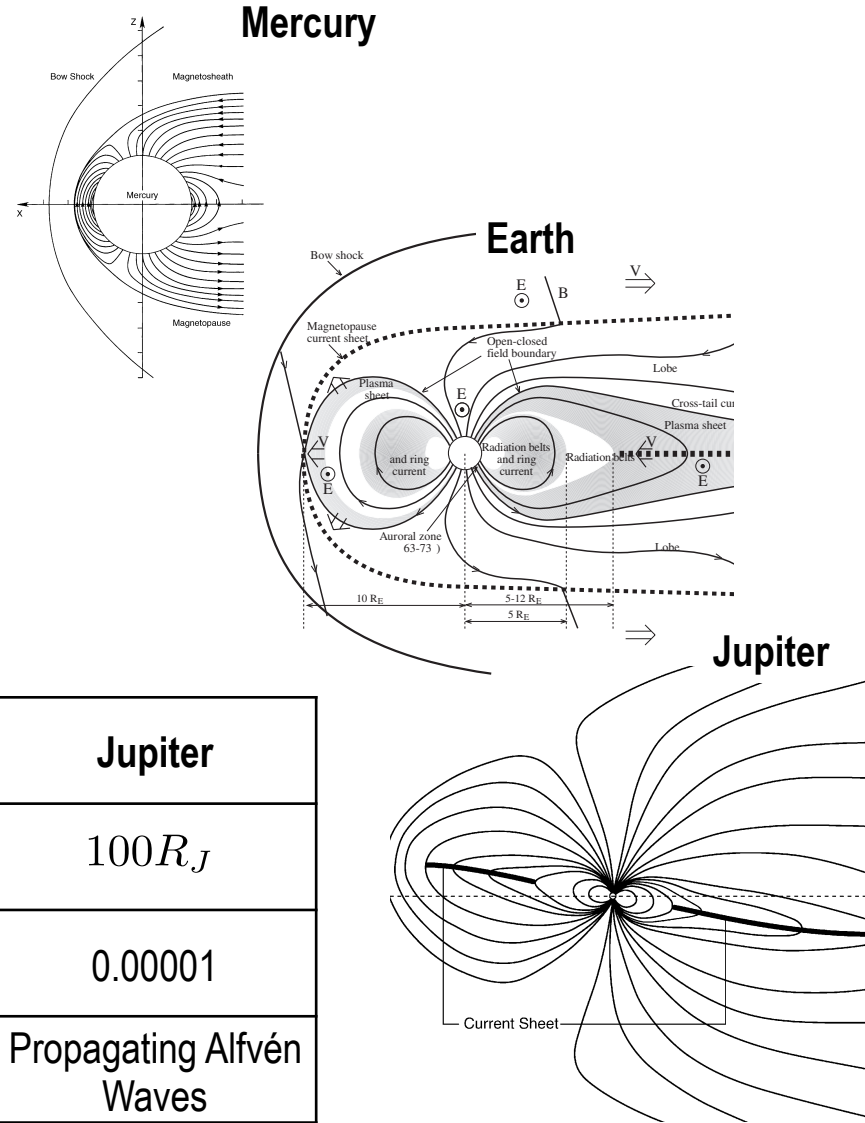 Mercury
Z
Bow Shock
Magnetosheath
Mercury
X
Magnetopause
Earth
Bow shock
E
B
V
Magnetopause
current sheet
Open-closed
field boundary
Lobe
Plasma
sheet
E
Cross-tail cur
Plasma sheet
V
and ring
current
Radiation belts
and ring
current
Radiation belts
V
E
E
Auroral zone
63-73 )
Lobe
10 R_E
5-12 R_E
5 R_E
Jupiter
Jupiter
100R_J
0.00001
Propagating Alfvén
Waves
Current Sheet